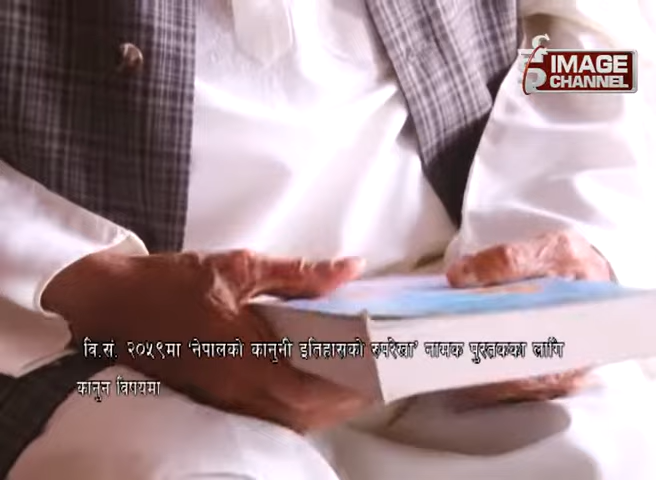 IMAGE
CHANNEL
वि.सं. २०५९मा 'नेपालको कानूनी इतिहासको रुपरेखा' नामक पुस्तकका लागि
कानून विषयमा